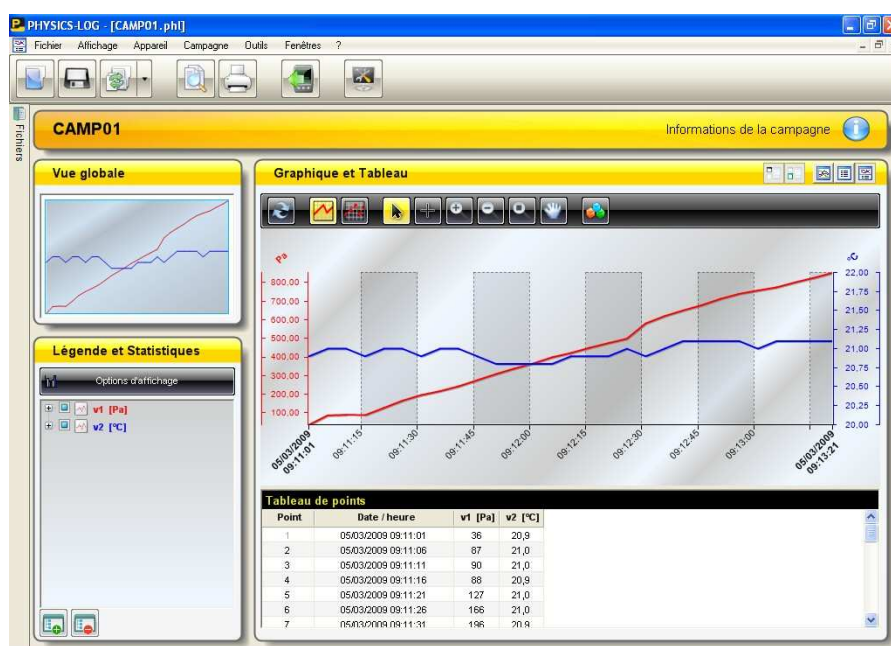 PHYSICS-LOG - [CAMP01.phl]
Fichier Affichage Appareil Campagne Outils Fenêtres ?
Fichiers
CAMP01
Informations de la campagne
Vue globale
Graphique et Tableau
Pa
°C
800,00
700,00
600,00
500,00
400,00
300,00
200,00
100,00
22,00
21,75
21,50
21,25
21,00
20,75
20,50
20,25
20,00
05/03/2009
09:11:01
09:11:15
09:11:30
09:11:45
09:12:00
09:12:15
09:12:30
09:12:45
09:13:00
05/03/2009
09:13:21
Légende et Statistiques
Options d'affichage
v1 [Pa]
v2 [°C]
Tableau de points
Point Date / heure v1 [Pa] v2 [°C]
1 05/03/2009 09:11:01 36 20,9
2 05/03/2009 09:11:06 87 21,0
3 05/03/2009 09:11:11 90 21,0
4 05/03/2009 09:11:16 88 20,9
5 05/03/2009 09:11:21 127 21,0
6 05/03/2009 09:11:26 166 21,0
7 05/03/2009 09:11:31 196 20,9